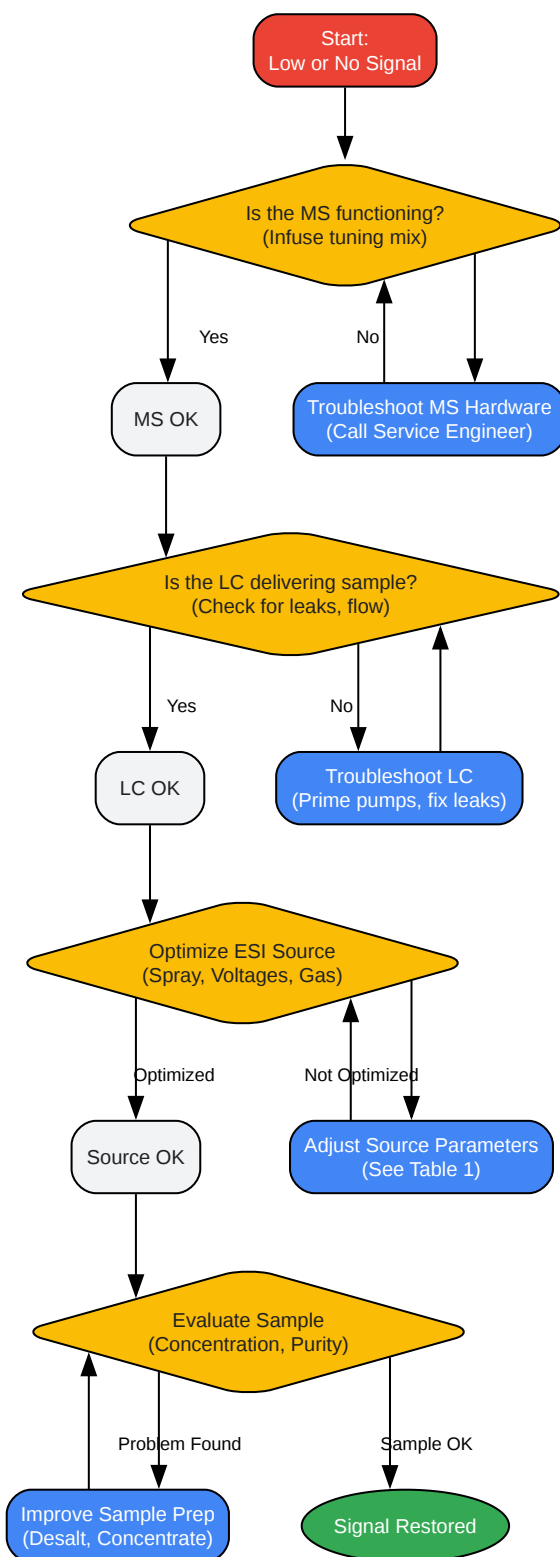 Start:
Low or No Signal
Is the MS functioning?
(Infuse tuning mix)
Yes
No
MS OK
Troubleshoot MS Hardware
(Call Service Engineer)
Is the LC delivering sample?
(Check for leaks, flow)
Yes
No
LC OK
Troubleshoot LC
(Prime pumps, fix leaks)
Optimize ESI Source
(Spray, Voltages, Gas)
Optimized
Not Optimized
Source OK
Adjust Source Parameters
(See Table 1)
Evaluate Sample
(Concentration, Purity)
Problem Found
Sample OK
Improve Sample Prep
(Desalt, Concentrate)
Signal Restored